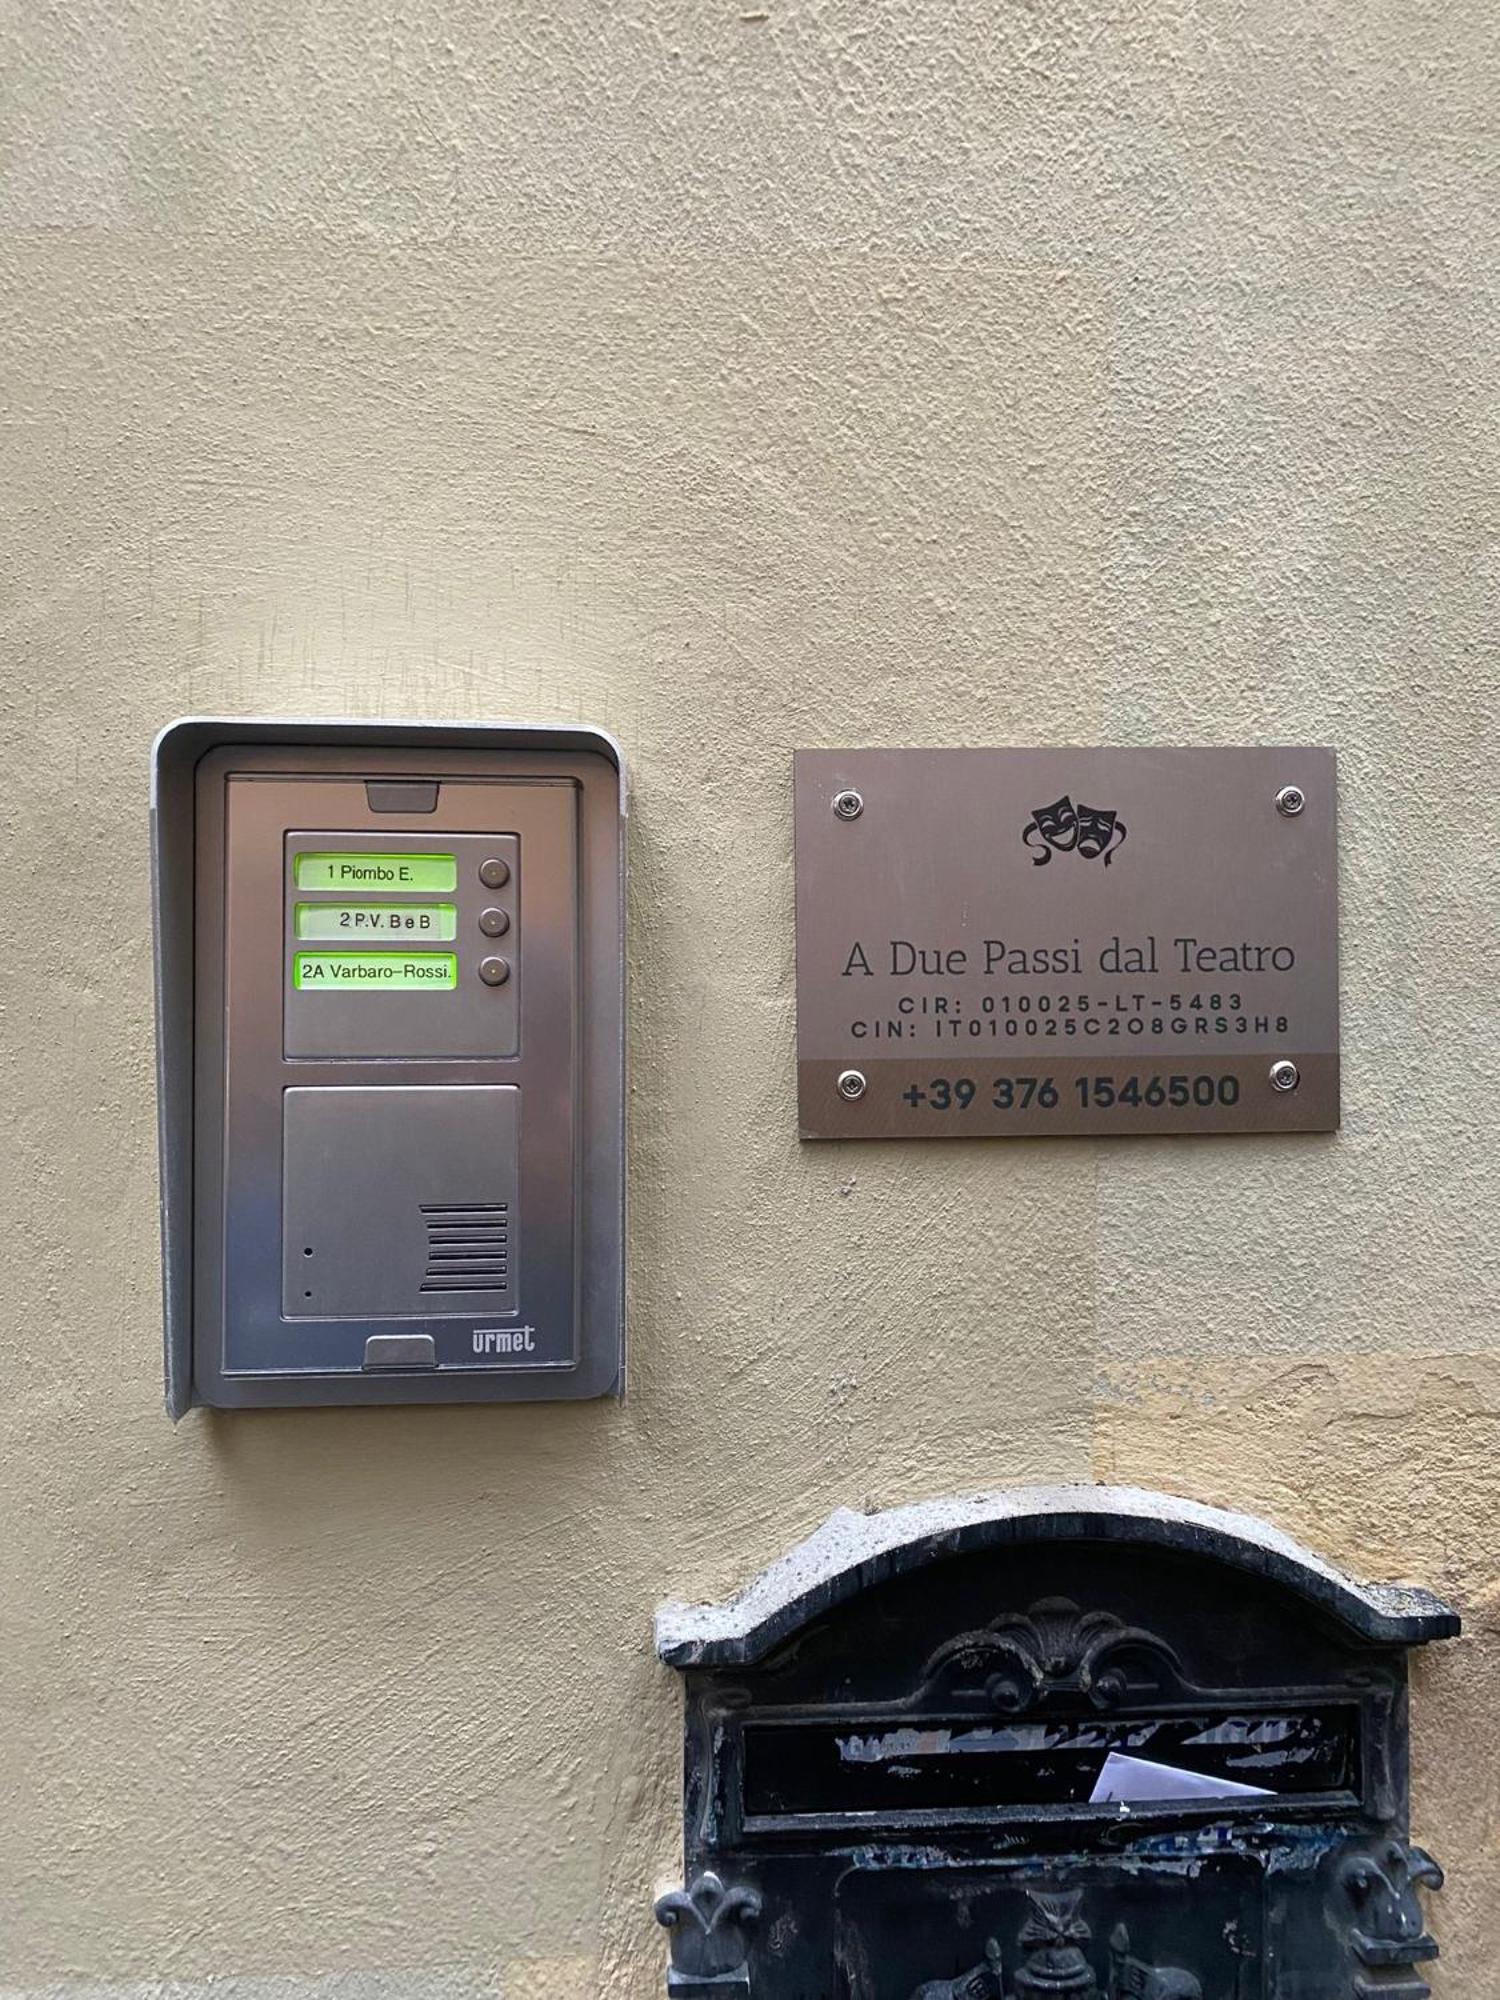 1 Piombo E.
2 P.V. B e B
2A Varbaro-Rossi.
urmet
A Due Passi dal Teatro
CIR: 010025-LT-5483
CIN: IT010025C2O8GRS3H8
+39 376 1546500